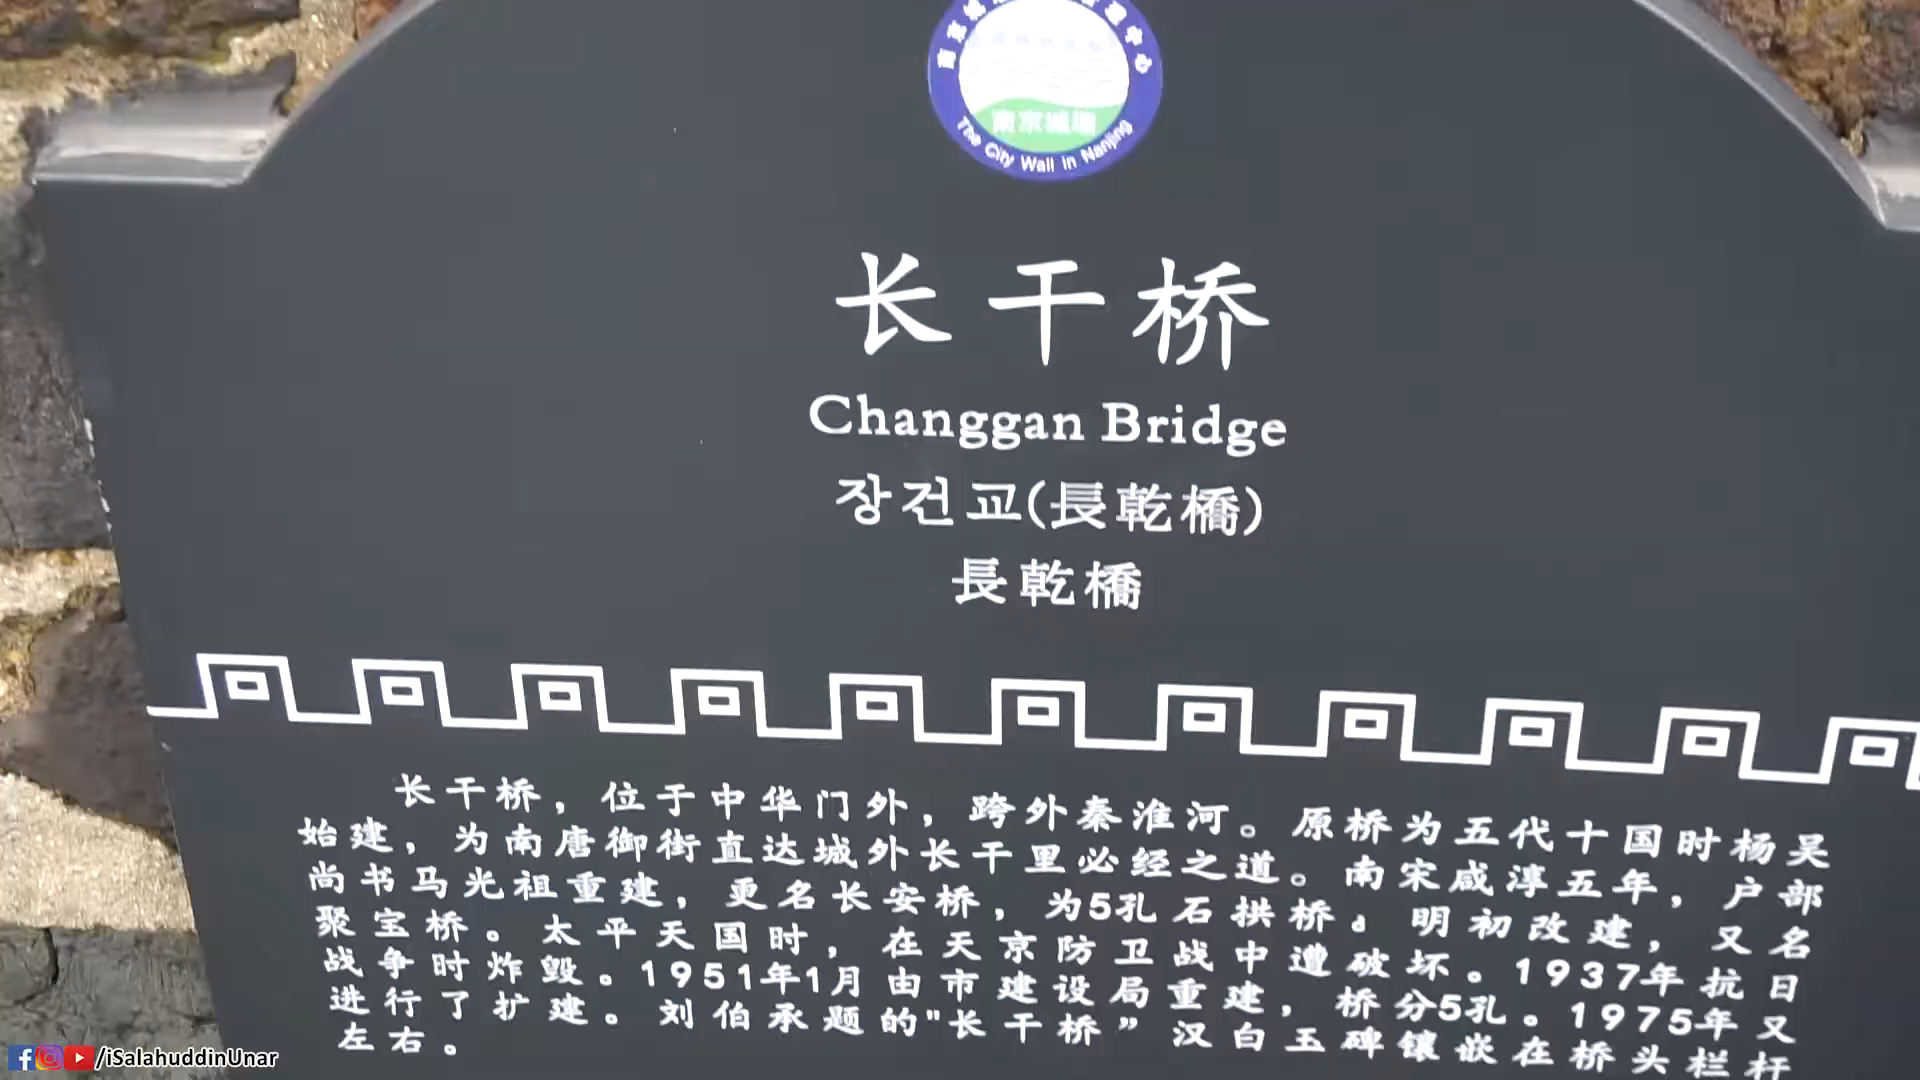 南京城
中心
南京城墙
The City Wall in Nanjing
长干桥
Changgan Bridge
장건교(長乾橋)
長乾橋
长干桥，位于中华门外，跨外秦淮河。原桥为五代十国时杨吴
始建，为南唐御街直达城外长干里必经之道。南宋咸淳五年，户部
尚书马光祖重建，更名长安桥，为5孔石拱桥。明初改建，又名
聚宝桥。太平天国时，在天京防卫战中遭破坏。1937年抗日
战争时炸毁。1951年1月由市建设局重建，桥分5孔。1975年又
进行了扩建。刘伯承题的"长干桥"汉白玉碑镶嵌在桥头栏杆
左右。
/iSalahuddinUnar